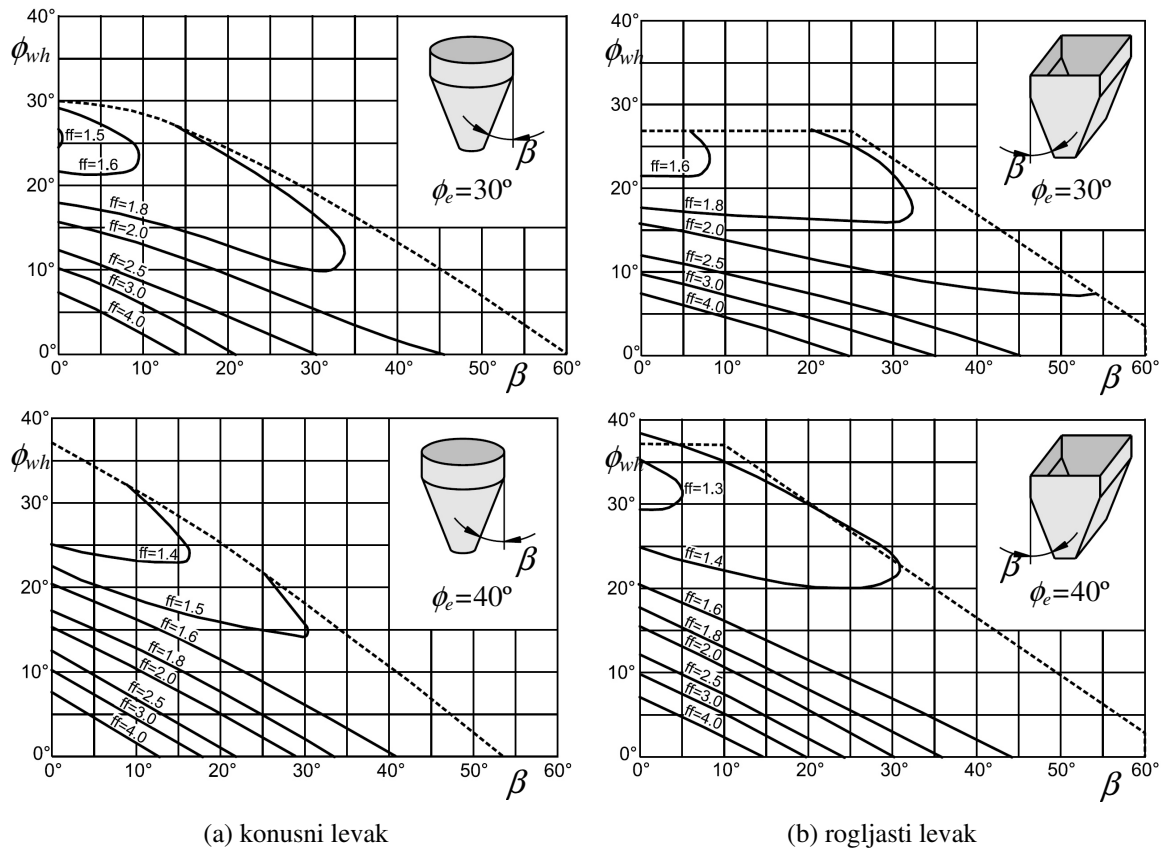 40°
ϕwh
30°
20°
10°
0°
ff=1.5
ff=1.6
ff=1.8
ff=2.0
ff=2.5
ff=3.0
ff=4.0
β
ϕe=30º
0° 10° 20° 30° 40° 50° 60°
β
40°
ϕwh
30°
20°
10°
0°
ff=1.6
ff=1.8
ff=2.0
ff=2.5
ff=3.0
ff=4.0
β
ϕe=30º
0° 10° 20° 30° 40° 50° 60°
β
40°
ϕwh
30°
20°
10°
0°
ff=1.4
ff=1.5
ff=1.6
ff=1.8
ff=2.0
ff=2.5
ff=3.0
ff=4.0
β
ϕe=40º
0° 10° 20° 30° 40° 50° 60°
β
40°
ϕwh
30°
20°
10°
0°
ff=1.3
ff=1.4
ff=1.6
ff=1.8
ff=2.0
ff=2.5
ff=3.0
ff=4.0
β
ϕe=40º
0° 10° 20° 30° 40° 50° 60°
β
(a) konusni levak
(b) rogljasti levak